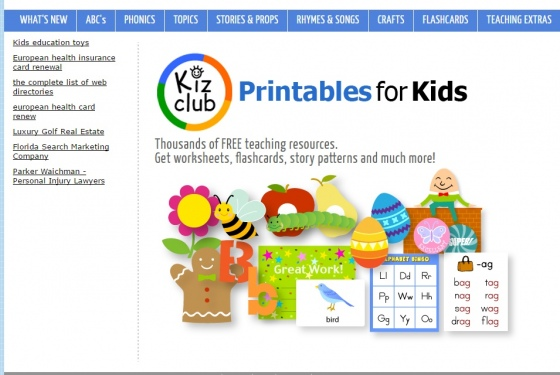 WHAT'S NEW ABC's PHONICS TOPICS STORIES & PROPS RHYMES & SONGS CRAFTS FLASHCARDS TEACHING EXTRAS
Kids education toys
European health insurance
card renewal
the complete list of web
directories
european health card
renew
Luxury Golf Real Estate
Florida Search Marketing
Company
Parker Waichman -
Personal Injury Lawyers
Kiz
club
Printables for Kids
Thousands of FREE teaching resources.
Get worksheets, flashcards, story patterns and much more!
SUPER!
B
b
Great Work!
bird
ALPHABET BINGO
Ll Dd Rr
Pp Ww Hh
Gg Yy Oo
-ag
bag tag
nag rag
sag wag
drag flag